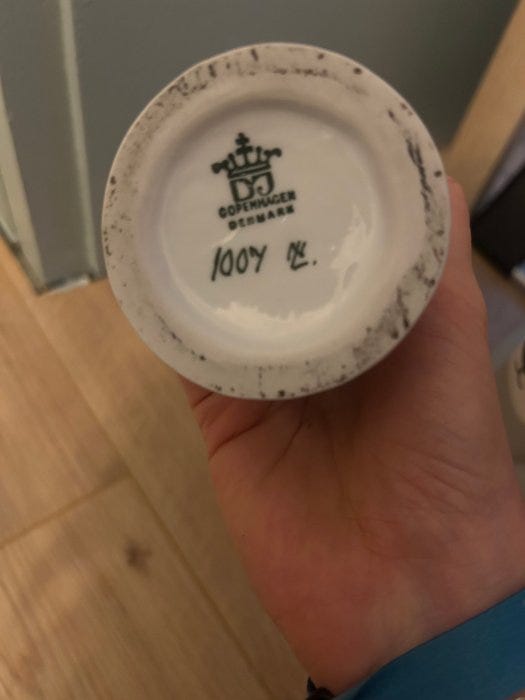 DJ
COPENHAGEN
DENMARK
1004